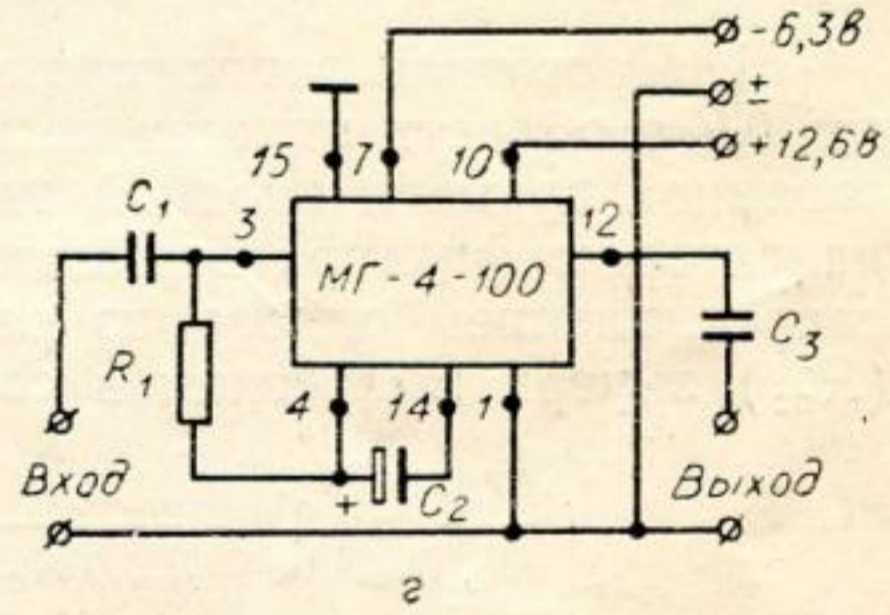 -6,3в
±
+12,6в
15 7 10
C₁ 3 12
МГ-4-100
C₃
R₁
4 14 1
Вход + C₂ Выход
г